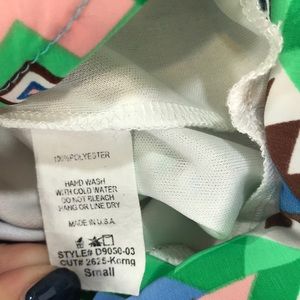 100% POLYESTER
HAND WASH
WITH COLD WATER
DO NOT BLEACH
HANG OR LINE DRY
MADE IN U.S.A.
STYLE# D9050-03
CUT# 2625-Korng
Small